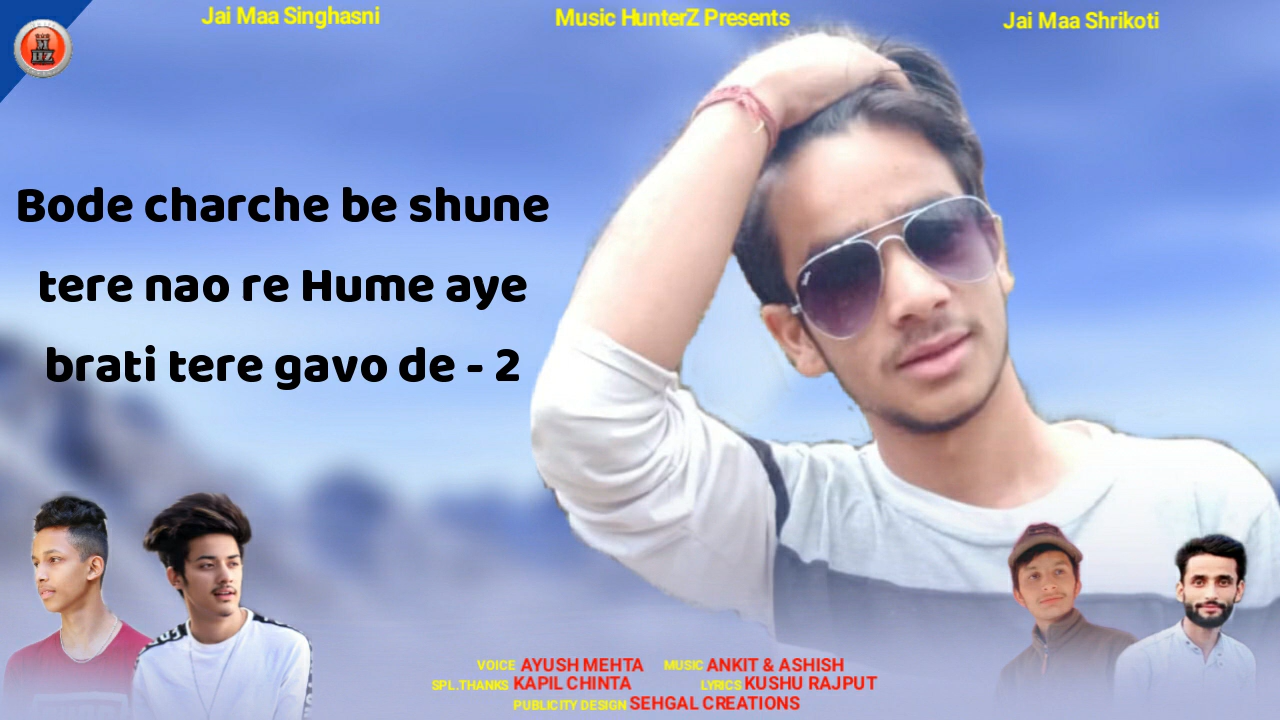 Jai Maa Singhasni
Music HunterZ Presents
Jai Maa Shrikoti
M
HZ
Bode charche be shune
tere nao re Hume aye
brati tere gavo de - 2
VOICE AYUSH MEHTA MUSIC ANKIT & ASHISH
SPL.THANKS KAPIL CHINTA LYRICS KUSHU RAJPUT
PUBLICITY DESIGN SEHGAL CREATIONS